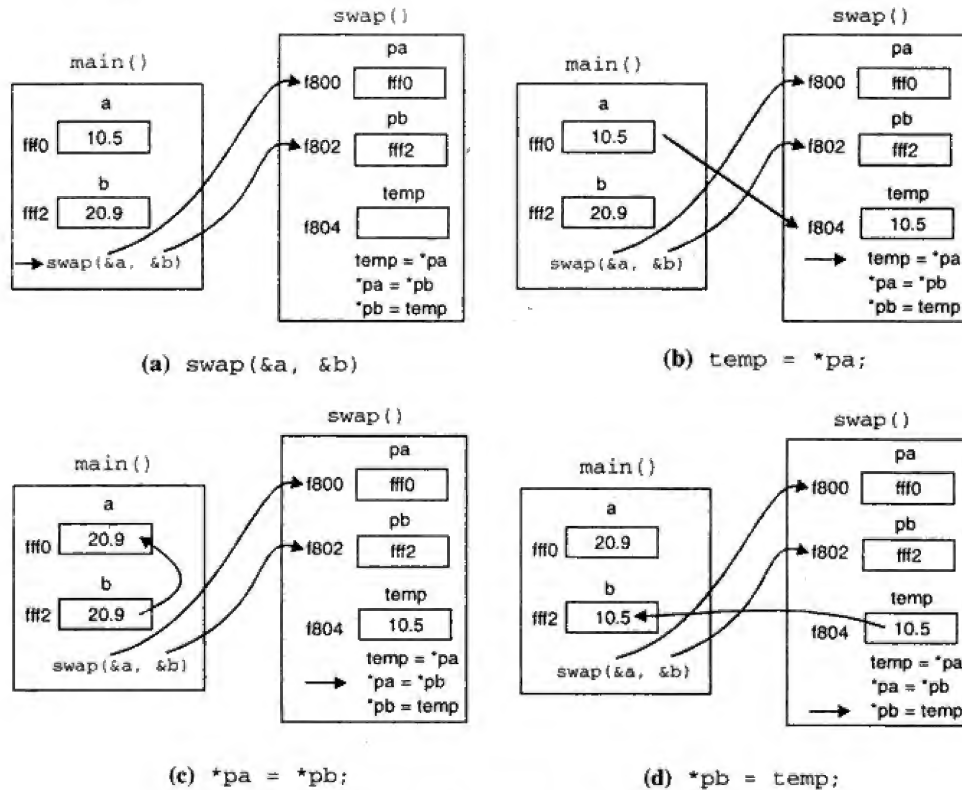 swap()
pa
main()
f800 fff0
a
pb
fff0 10.5
f802 fff2
b
temp
fff2 20.9
f804
swap(&a, &b)
temp = *pa
*pa = *pb
*pb = temp
(a) swap(&a, &b)
swap()
pa
main()
f800 fff0
a
pb
fff0 10.5
f802 fff2
b
temp
fff2 20.9
f804 10.5
swap(&a, &b)
temp = *pa
*pa = *pb
*pb = temp
(b) temp = *pa;
swap()
pa
main()
f800 fff0
a
pb
fff0 20.9
f802 fff2
b
temp
fff2 20.9
f804 10.5
swap(&a, &b)
temp = *pa
*pa = *pb
*pb = temp
(c) *pa = *pb;
swap()
pa
main()
f800 fff0
a
pb
fff0 20.9
f802 fff2
b
temp
fff2 10.5
f804 10.5
swap(&a, &b)
temp = *pa
*pa = *pb
*pb = temp
(d) *pb = temp;